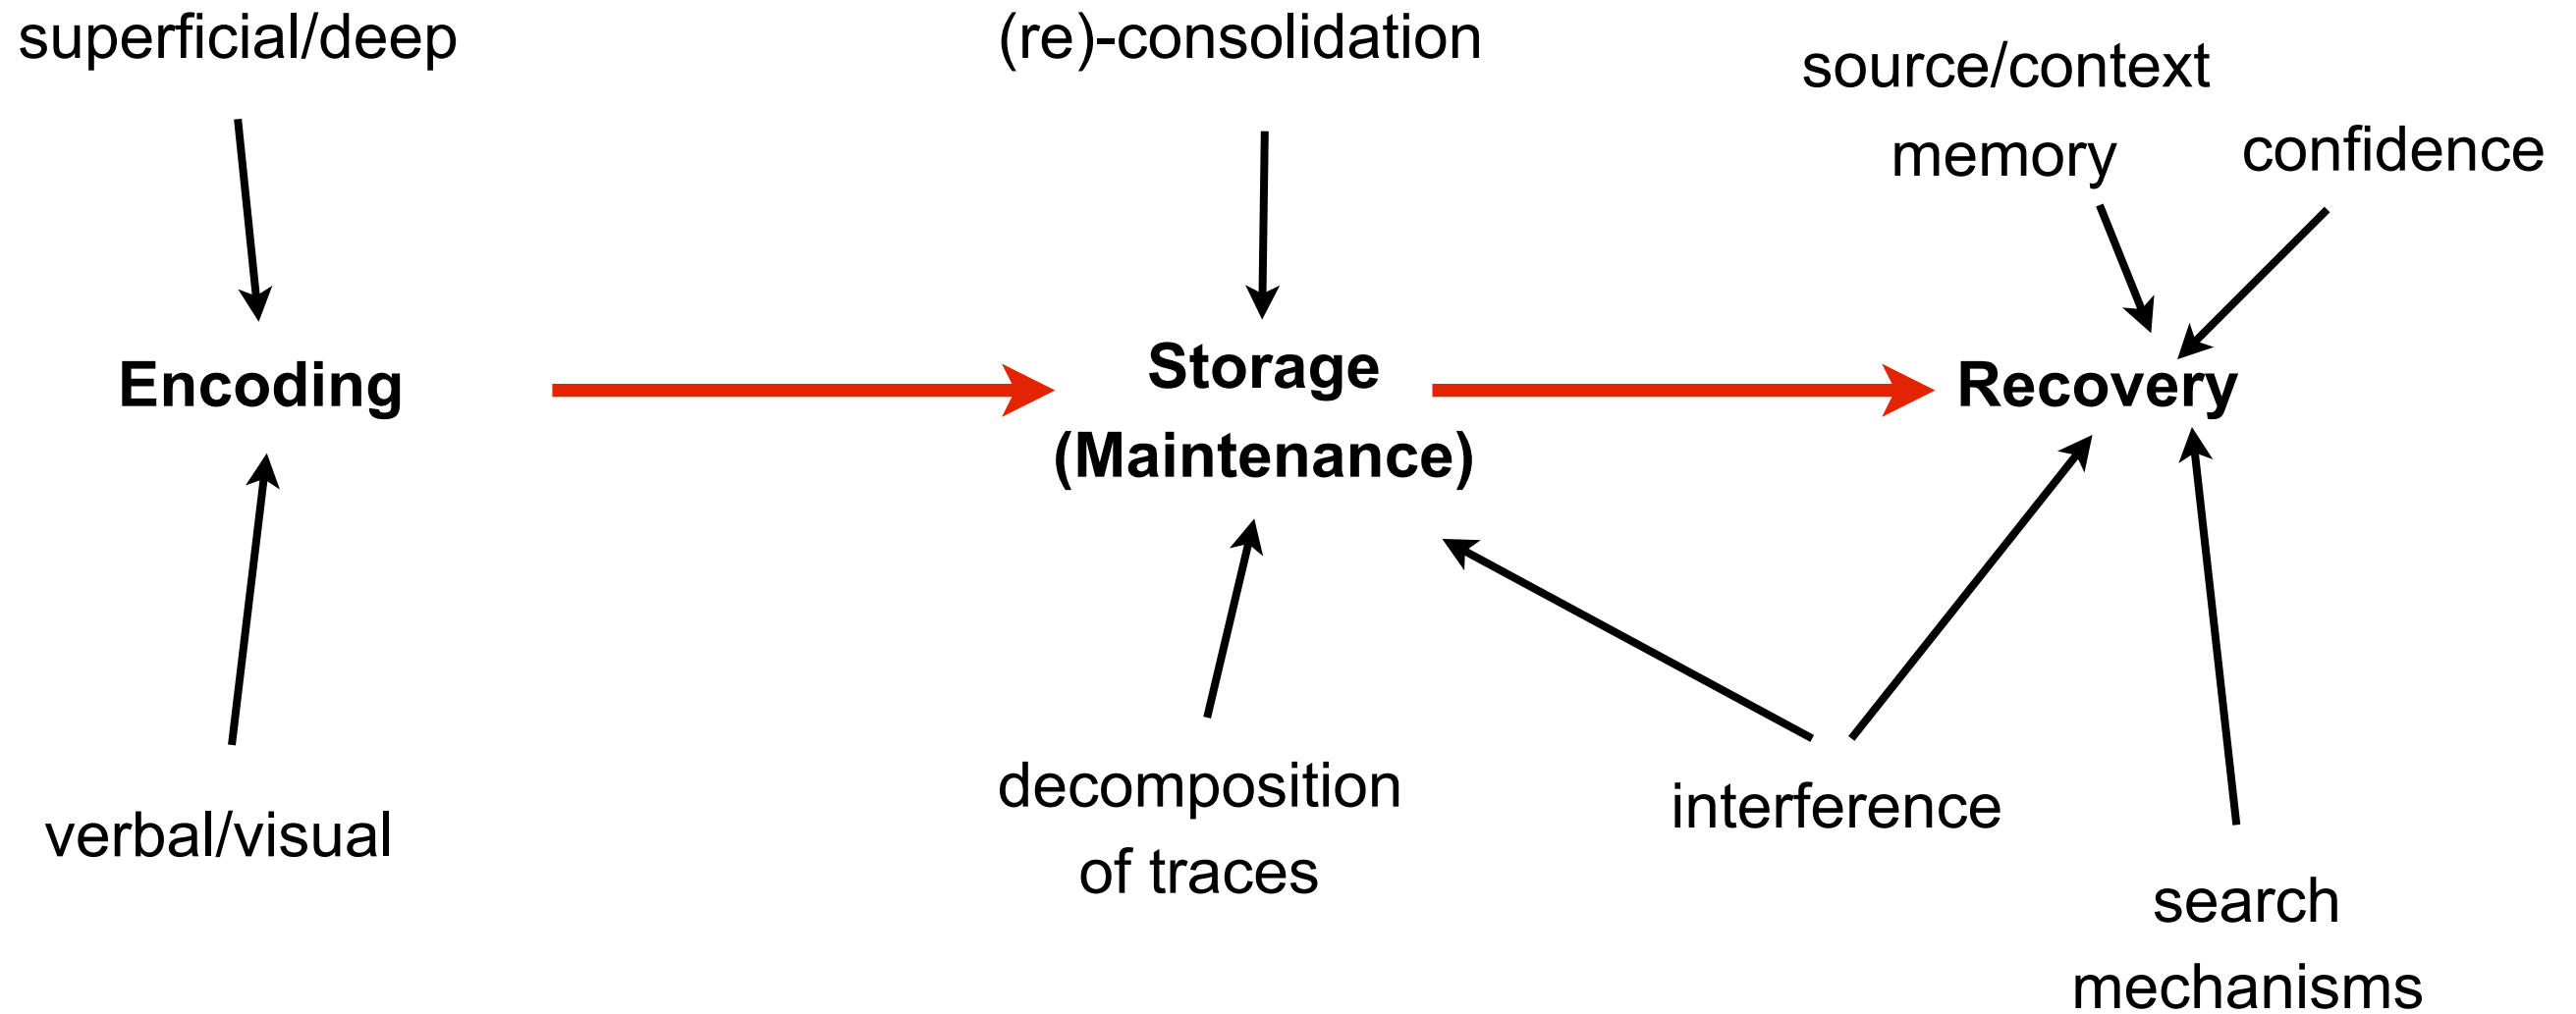 superficial/deep
(re)-consolidation
source/context
memory
confidence
Encoding
Storage
(Maintenance)
Recovery
verbal/visual
decomposition
of traces
interference
search
mechanisms